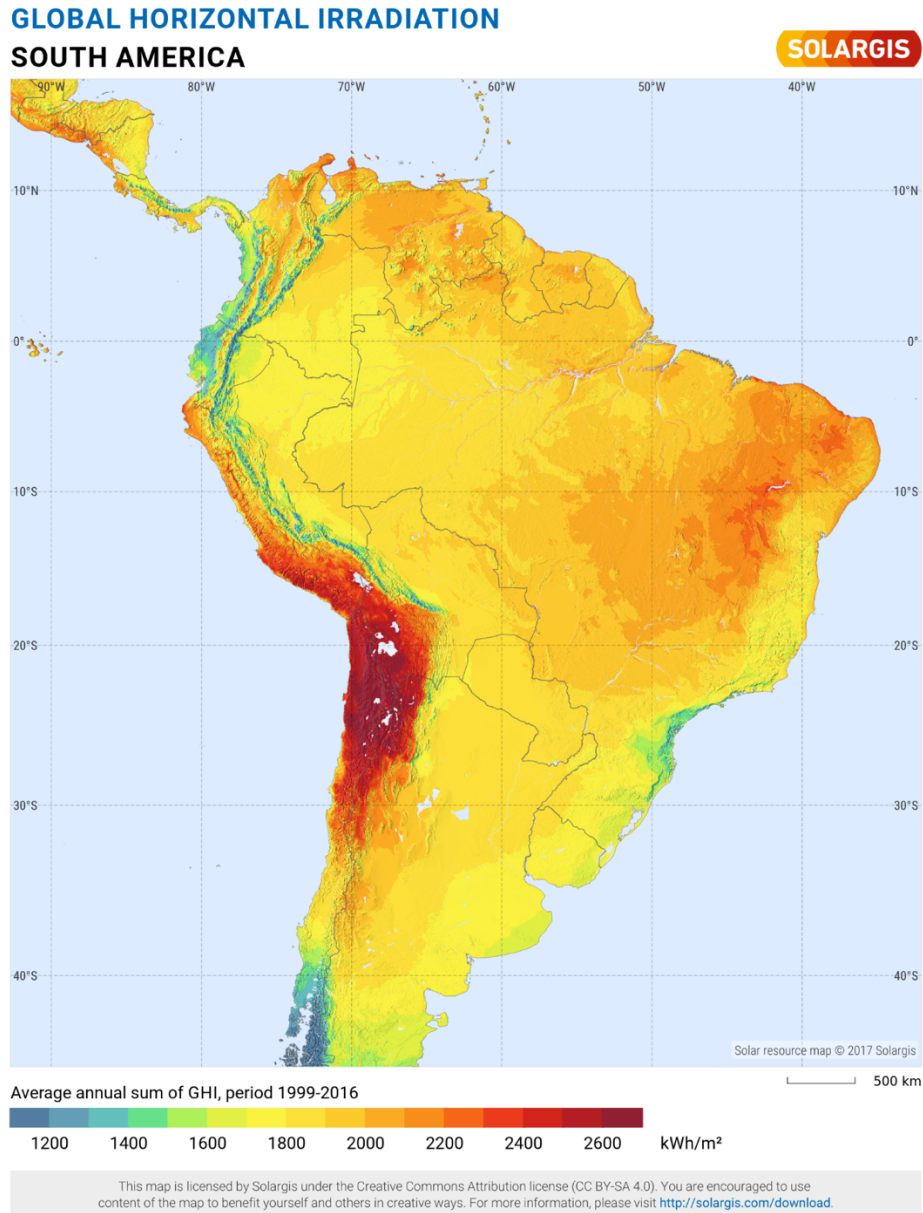 GLOBAL HORIZONTAL IRRADIATION
SOUTH AMERICA
SOLARGIS
90°W 80°W 70°W 60°W 50°W 40°W
10°N 10°N
0° 0°
10°S 10°S
20°S 20°S
30°S 30°S
40°S 40°S
Solar resource map © 2017 Solargis
500 km
Average annual sum of GHI, period 1999-2016
1200 1400 1600 1800 2000 2200 2400 2600 kWh/m²
This map is licensed by Solargis under the Creative Commons Attribution license (CC BY-SA 4.0). You are encouraged to use
content of the map to benefit yourself and others in creative ways. For more information, please visit http://solargis.com/download.